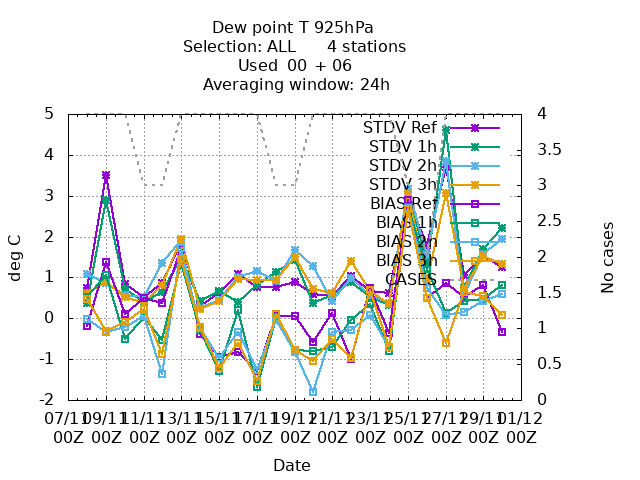 Dew point T 925hPa
Selection: ALL 4 stations
Used 00 + 06
Averaging window: 24h
5
4
3
2
1
0
-1
-2
deg C
4
3.5
3
2.5
2
1.5
1
0.5
0
No cases
STDV Ref
STDV 1h
STDV 2h
STDV 3h
BIAS Ref
BIAS 1h
BIAS 2h
BIAS 3h
CASES
07/11 09/11 11/11 13/11 15/11 17/11 19/11 21/11 23/11 25/11 27/11 29/11 01/12
00Z 00Z 00Z 00Z 00Z 00Z 00Z 00Z 00Z 00Z 00Z 00Z 00Z
Date